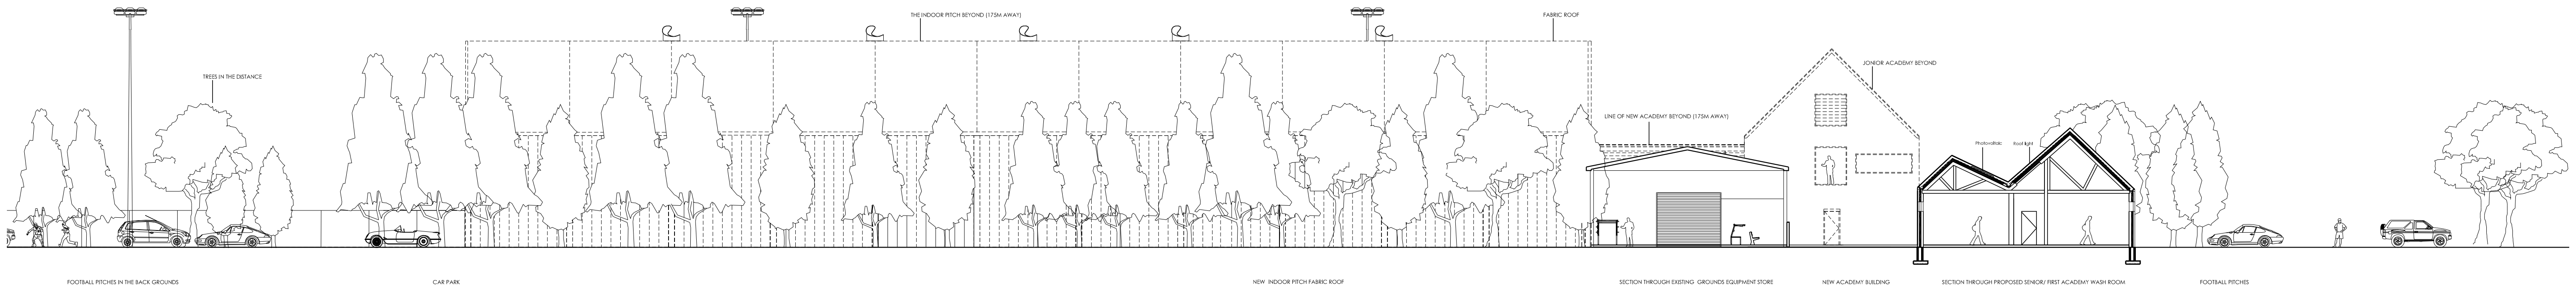 THE INDOOR PITCH BEYOND (175M AWAY)
FABRIC ROOF
TREES IN THE DISTANCE
JONIOR ACADEMY BEYOND
LINE OF NEW ACADEMY BEYOND (175M AWAY)
Photovoltaic
Roof light
FOOTBALL PITCHES IN THE BACK GROUNDS
CAR PARK
NEW INDOOR PITCH FABRIC ROOF
SECTION THROUGH EXISTING GROUNDS EQUIPMENT STORE
NEW ACADEMY BUILDING
SECTION THROUGH PROPOSED SENIOR/ FIRST ACADEMY WASH ROOM
FOOTBALL PITCHES